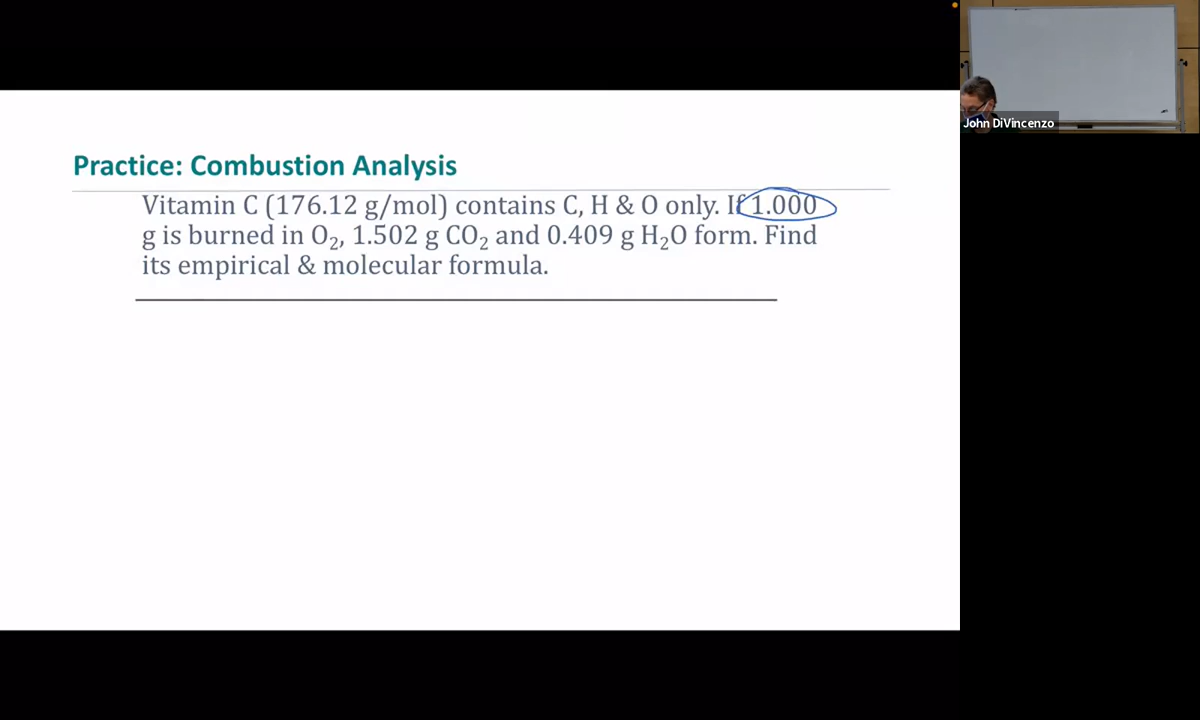 Practice: Combustion Analysis
Vitamin C (176.12 g/mol) contains C, H & O only. If 1.000
g is burned in O₂, 1.502 g CO₂ and 0.409 g H₂O form. Find
its empirical & molecular formula.
John DiVincenzo